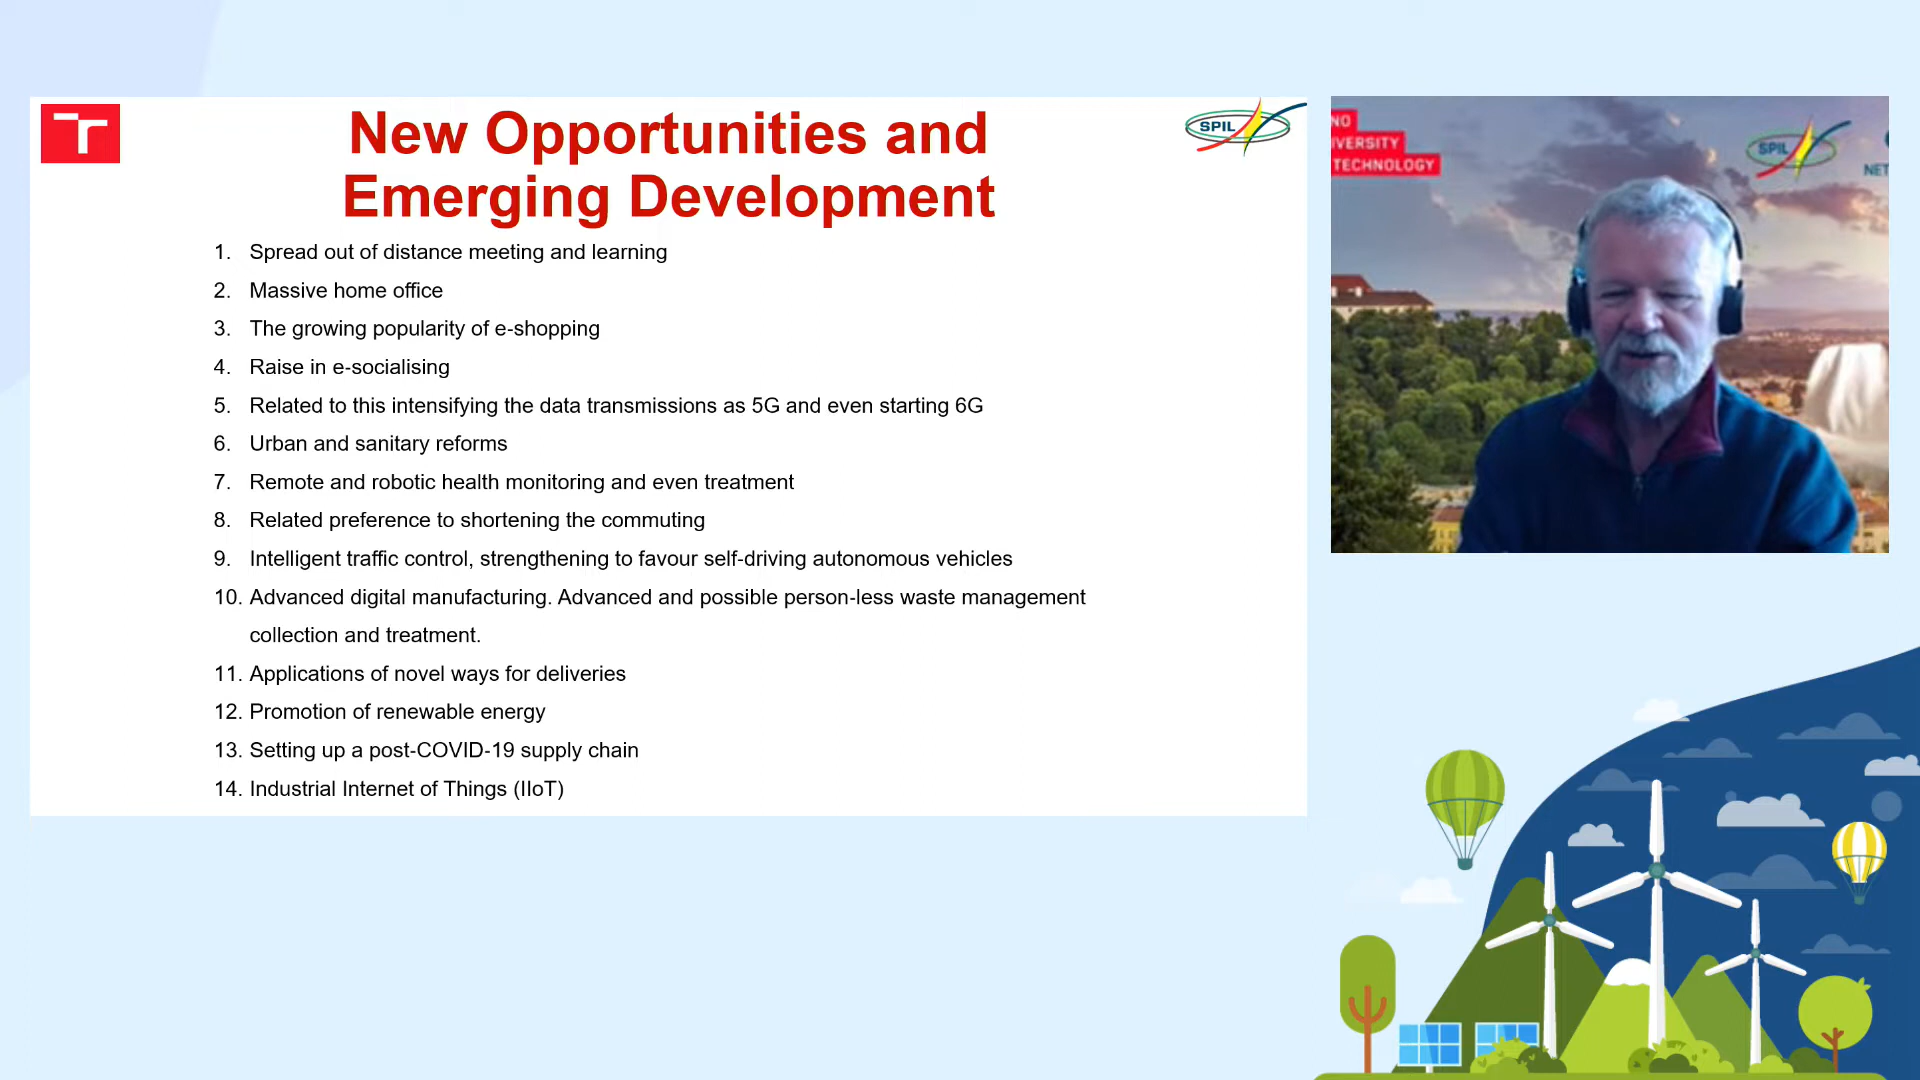 New Opportunities and
Emerging Development
SPIL
1. Spread out of distance meeting and learning
2. Massive home office
3. The growing popularity of e-shopping
4. Raise in e-socialising
5. Related to this intensifying the data transmissions as 5G and even starting 6G
6. Urban and sanitary reforms
7. Remote and robotic health monitoring and even treatment
8. Related preference to shortening the commuting
9. Intelligent traffic control, strengthening to favour self-driving autonomous vehicles
10. Advanced digital manufacturing. Advanced and possible person-less waste management
collection and treatment.
11. Applications of novel ways for deliveries
12. Promotion of renewable energy
13. Setting up a post-COVID-19 supply chain
14. Industrial Internet of Things (IIoT)
NO
IVERSITY
TECHNOLOGY
SPIL
NET